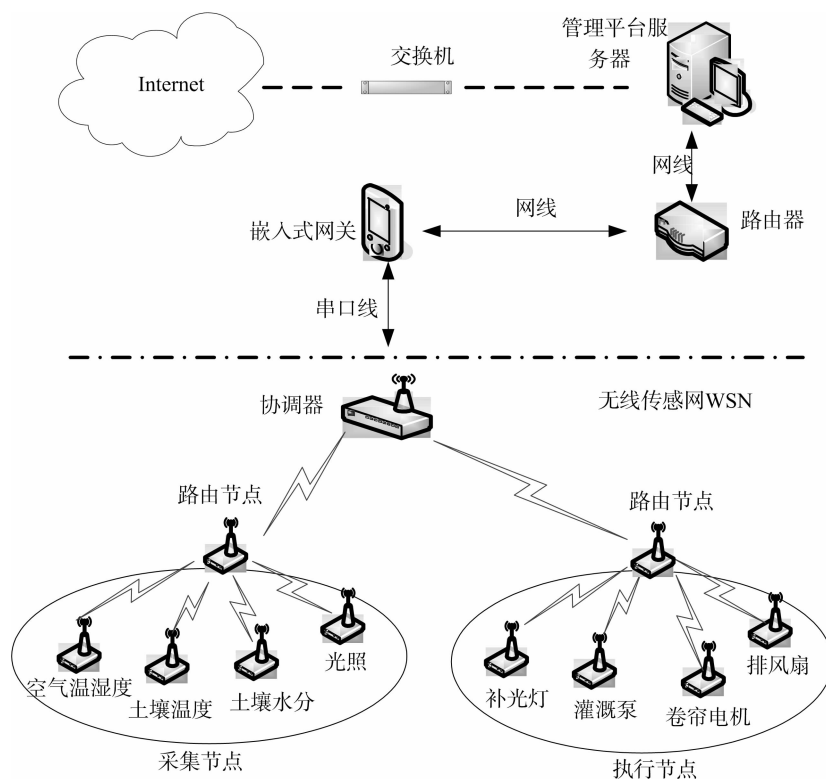 管理平台服
务器
交换机
Internet
网线
网线
路由器
嵌入式网关
串口线
协调器
无线传感网WSN
路由节点
路由节点
空气温湿度
土壤温度
土壤水分
光照
补光灯
灌溉泵
卷帘电机
排风扇
采集节点
执行节点